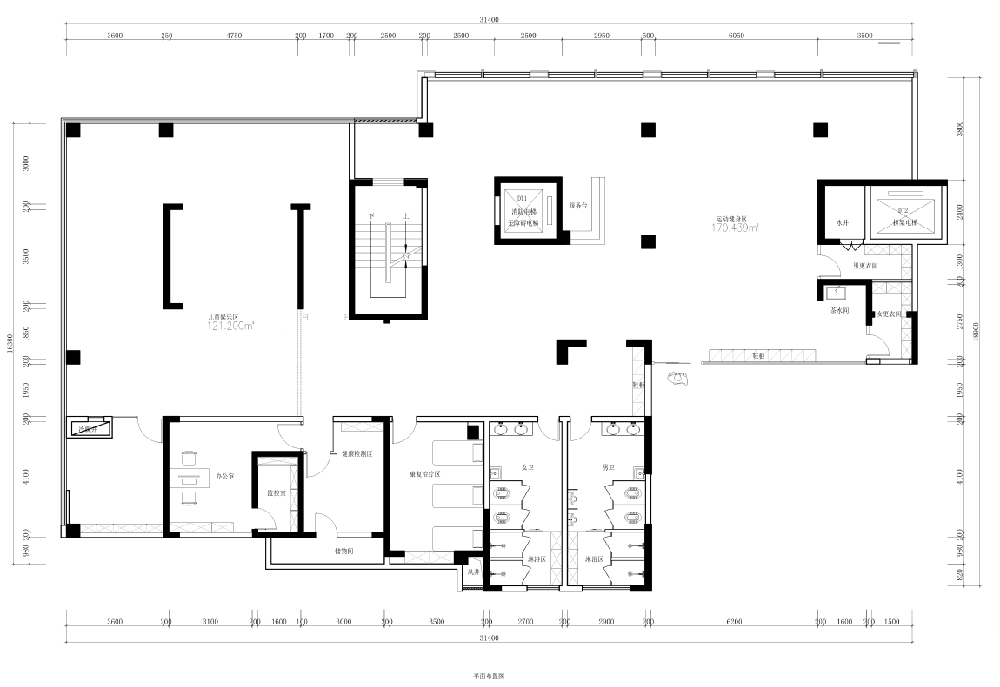 31400
3600 250 4750 200 1700 200 2500 200 2500 2500 2950 500 6050 3500
16380
3000
200
3500
200
1850
200
1950
200
4100
200
980
3800
2400
1300
200
2750
200
1950
200
4100
200
980
820
18900
DT1
消防电梯
无障碍电梯
服务台
下 上
运动健身区
170.439㎡
水井
DT2
担架电梯
男更衣间
茶水间
女更衣间
儿童娱乐区
121.200㎡
鞋柜
鞋柜
冷暖井
办公室
监控室
健康检测区
储物间
康复治疗区
风井
女卫
男卫
淋浴区
淋浴区
3600 200 3100 200 1600 100 3000 200 3500 200 2700 200 2900 200 6200 200 1600 200 1500
31400
平面布置图